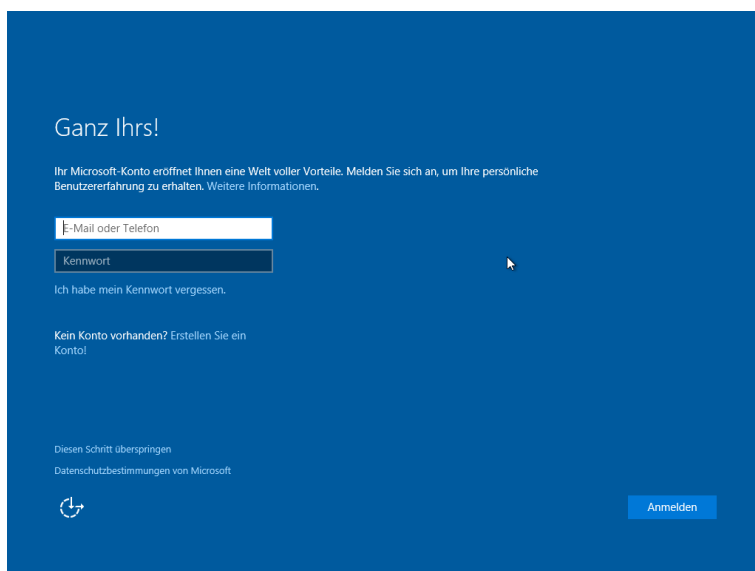 Ganz Ihrs!
Ihr Microsoft-Konto eröffnet Ihnen eine Welt voller Vorteile. Melden Sie sich an, um Ihre persönliche
Benutzererfahrung zu erhalten. Weitere Informationen.
E-Mail oder Telefon
Kennwort
Ich habe mein Kennwort vergessen.
Kein Konto vorhanden? Erstellen Sie ein
Konto!
Diesen Schritt überspringen
Datenschutzbestimmungen von Microsoft
Anmelden